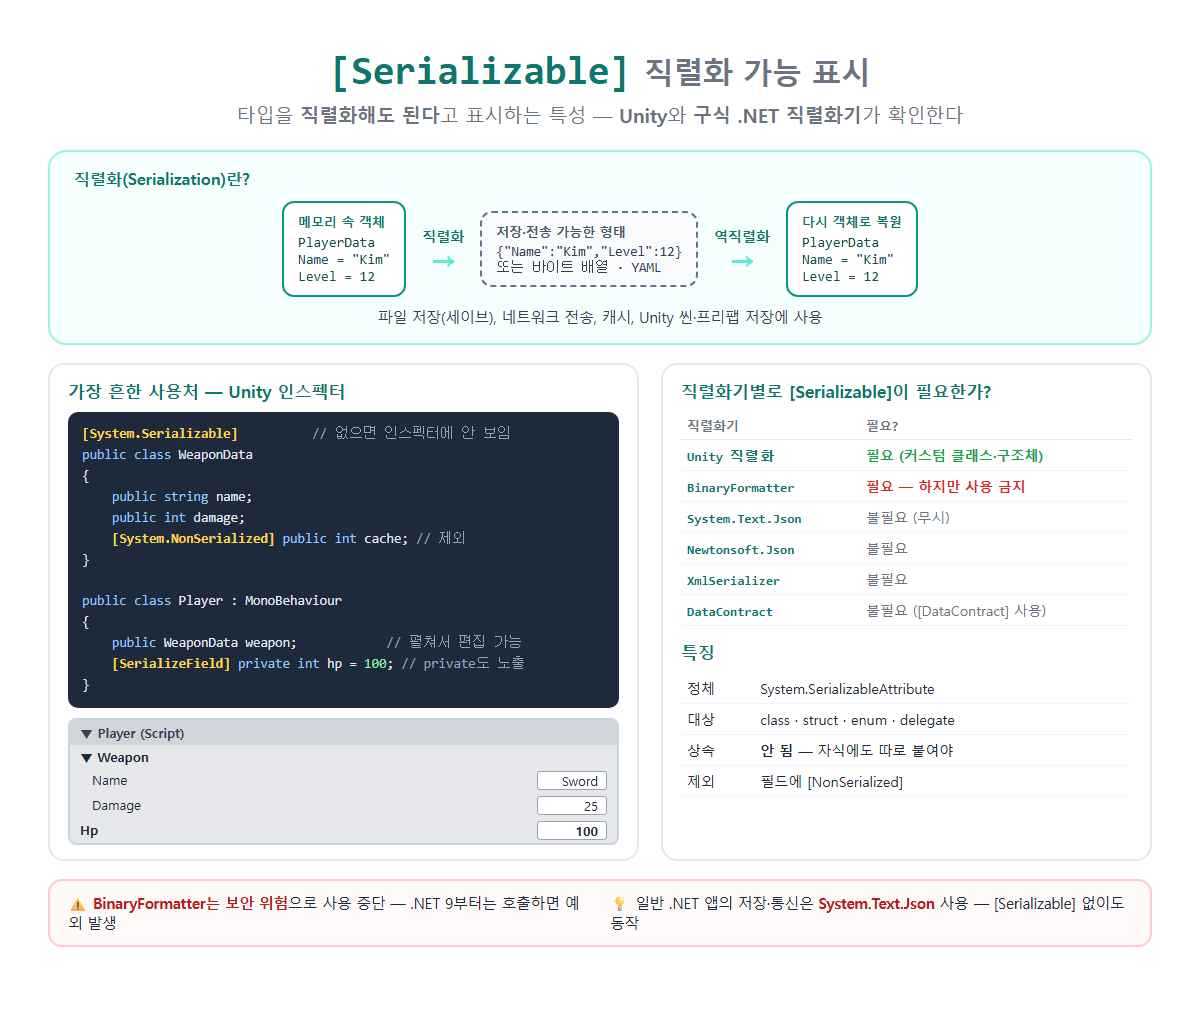 [Serializable] 직렬화 가능 표시
타입을 직렬화해도 된다고 표시하는 특성 — Unity와 구식 .NET 직렬화기가 확인한다
직렬화(Serialization)란?
메모리 속 객체
PlayerData
Name = "Kim"
Level = 12
직렬화
→
저장·전송 가능한 형태
{"Name":"Kim","Level":12}
또는 바이트 배열 · YAML
역직렬화
→
다시 객체로 복원
PlayerData
Name = "Kim"
Level = 12
파일 저장(세이브), 네트워크 전송, 캐시, Unity 씬·프리팹 저장에 사용
가장 흔한 사용처 — Unity 인스펙터
[System.Serializable] // 없으면 인스펙터에 안 보임
public class WeaponData
{
public string name;
public int damage;
[System.NonSerialized] public int cache; // 제외
}
public class Player : MonoBehaviour
{
public WeaponData weapon; // 펼쳐서 편집 가능
[SerializeField] private int hp = 100; // private도 노출
}
▼ Player (Script)
▼ Weapon
Name Sword
Damage 25
Hp 100
직렬화기별로 [Serializable]이 필요한가?
직렬화기 필요?
Unity 직렬화 필요 (커스텀 클래스·구조체)
BinaryFormatter 필요 — 하지만 사용 금지
System.Text.Json 불필요 (무시)
Newtonsoft.Json 불필요
XmlSerializer 불필요
DataContract 불필요 ([DataContract] 사용)
특징
정체 System.SerializableAttribute
대상 class · struct · enum · delegate
상속 안 됨 — 자식에도 따로 붙여야
제외 필드에 [NonSerialized]
⚠️ BinaryFormatter는 보안 위험으로 사용 중단 — .NET 9부터는 호출하면 예
외 발생
💡 일반 .NET 앱의 저장·통신은 System.Text.Json 사용 — [Serializable] 없이도
동작